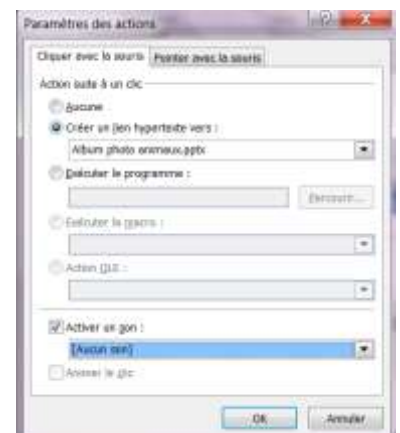 Paramètres des actions
Cliquer avec la souris Pointer avec la souris
Action suite à un clic
Aucune
Créer un lien hypertexte vers :
Album photo animaux.pptx
Exécuter le programme :
Parcourir...
Exécuter la macro :
Action OLE :
Activer un son :
[Aucun son]
Animer le clic
OK Annuler